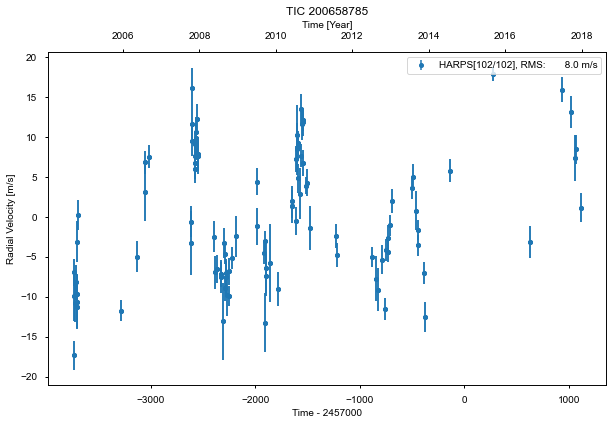 TIC 200658785
Time [Year]
2006 2008 2010 2012 2014 2016 2018
HARPS[102/102], RMS: 8.0 m/s
Radial Velocity [m/s]
20
15
10
5
0
−5
−10
−15
−20
−3000 −2000 −1000 0 1000
Time - 2457000